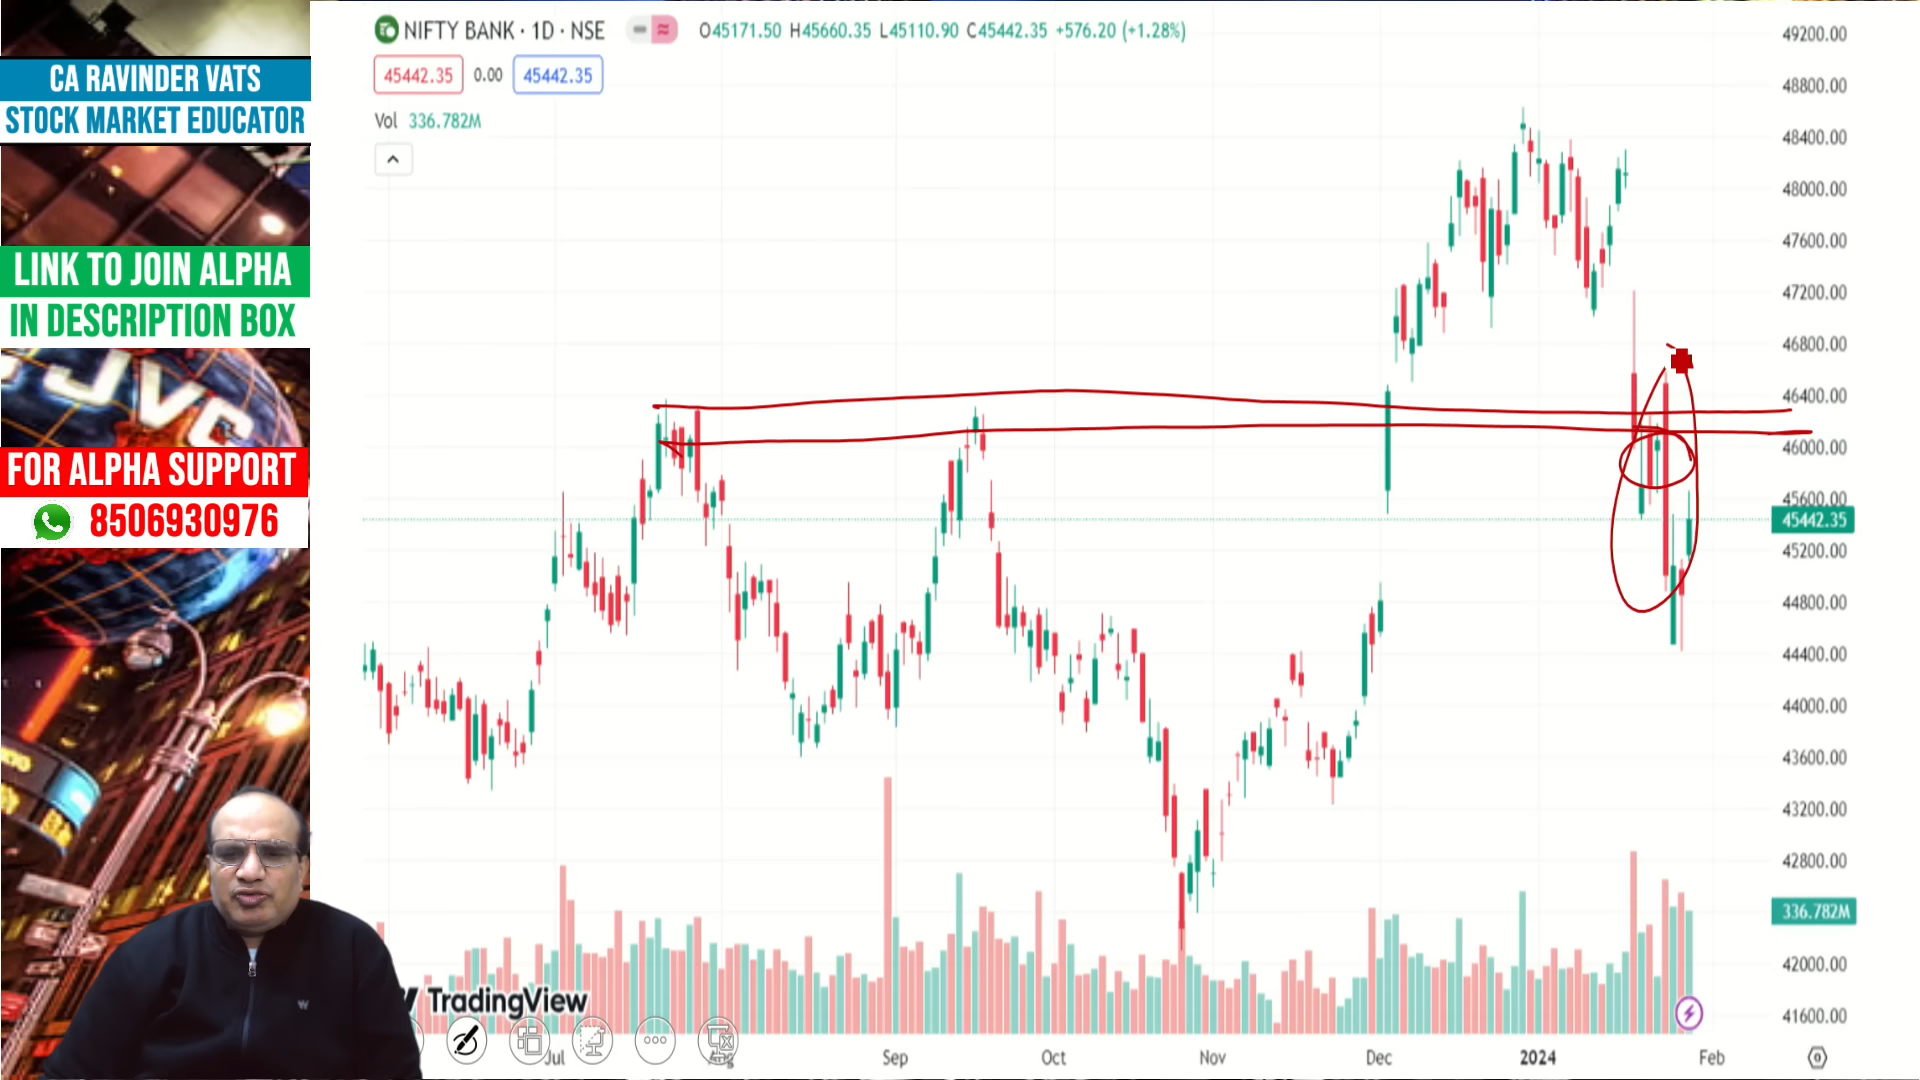 CA RAVINDER VATS
STOCK MARKET EDUCATOR
LINK TO JOIN ALPHA
IN DESCRIPTION BOX
JVC
FOR ALPHA SUPPORT
8506930976
NIFTY BANK · 1D · NSE
O45171.50 H45660.35 L45110.90 C45442.35 +576.20 (+1.28%)
45442.35 0.00 45442.35
Vol 336.782M
49200.00
48800.00
48400.00
48000.00
47600.00
47200.00
46800.00
46400.00
46000.00
45600.00
45442.35
45200.00
44800.00
44400.00
44000.00
43600.00
43200.00
42800.00
336.782M
42000.00
41600.00
TradingView
Jul Aug Sep Oct Nov Dec 2024 Feb